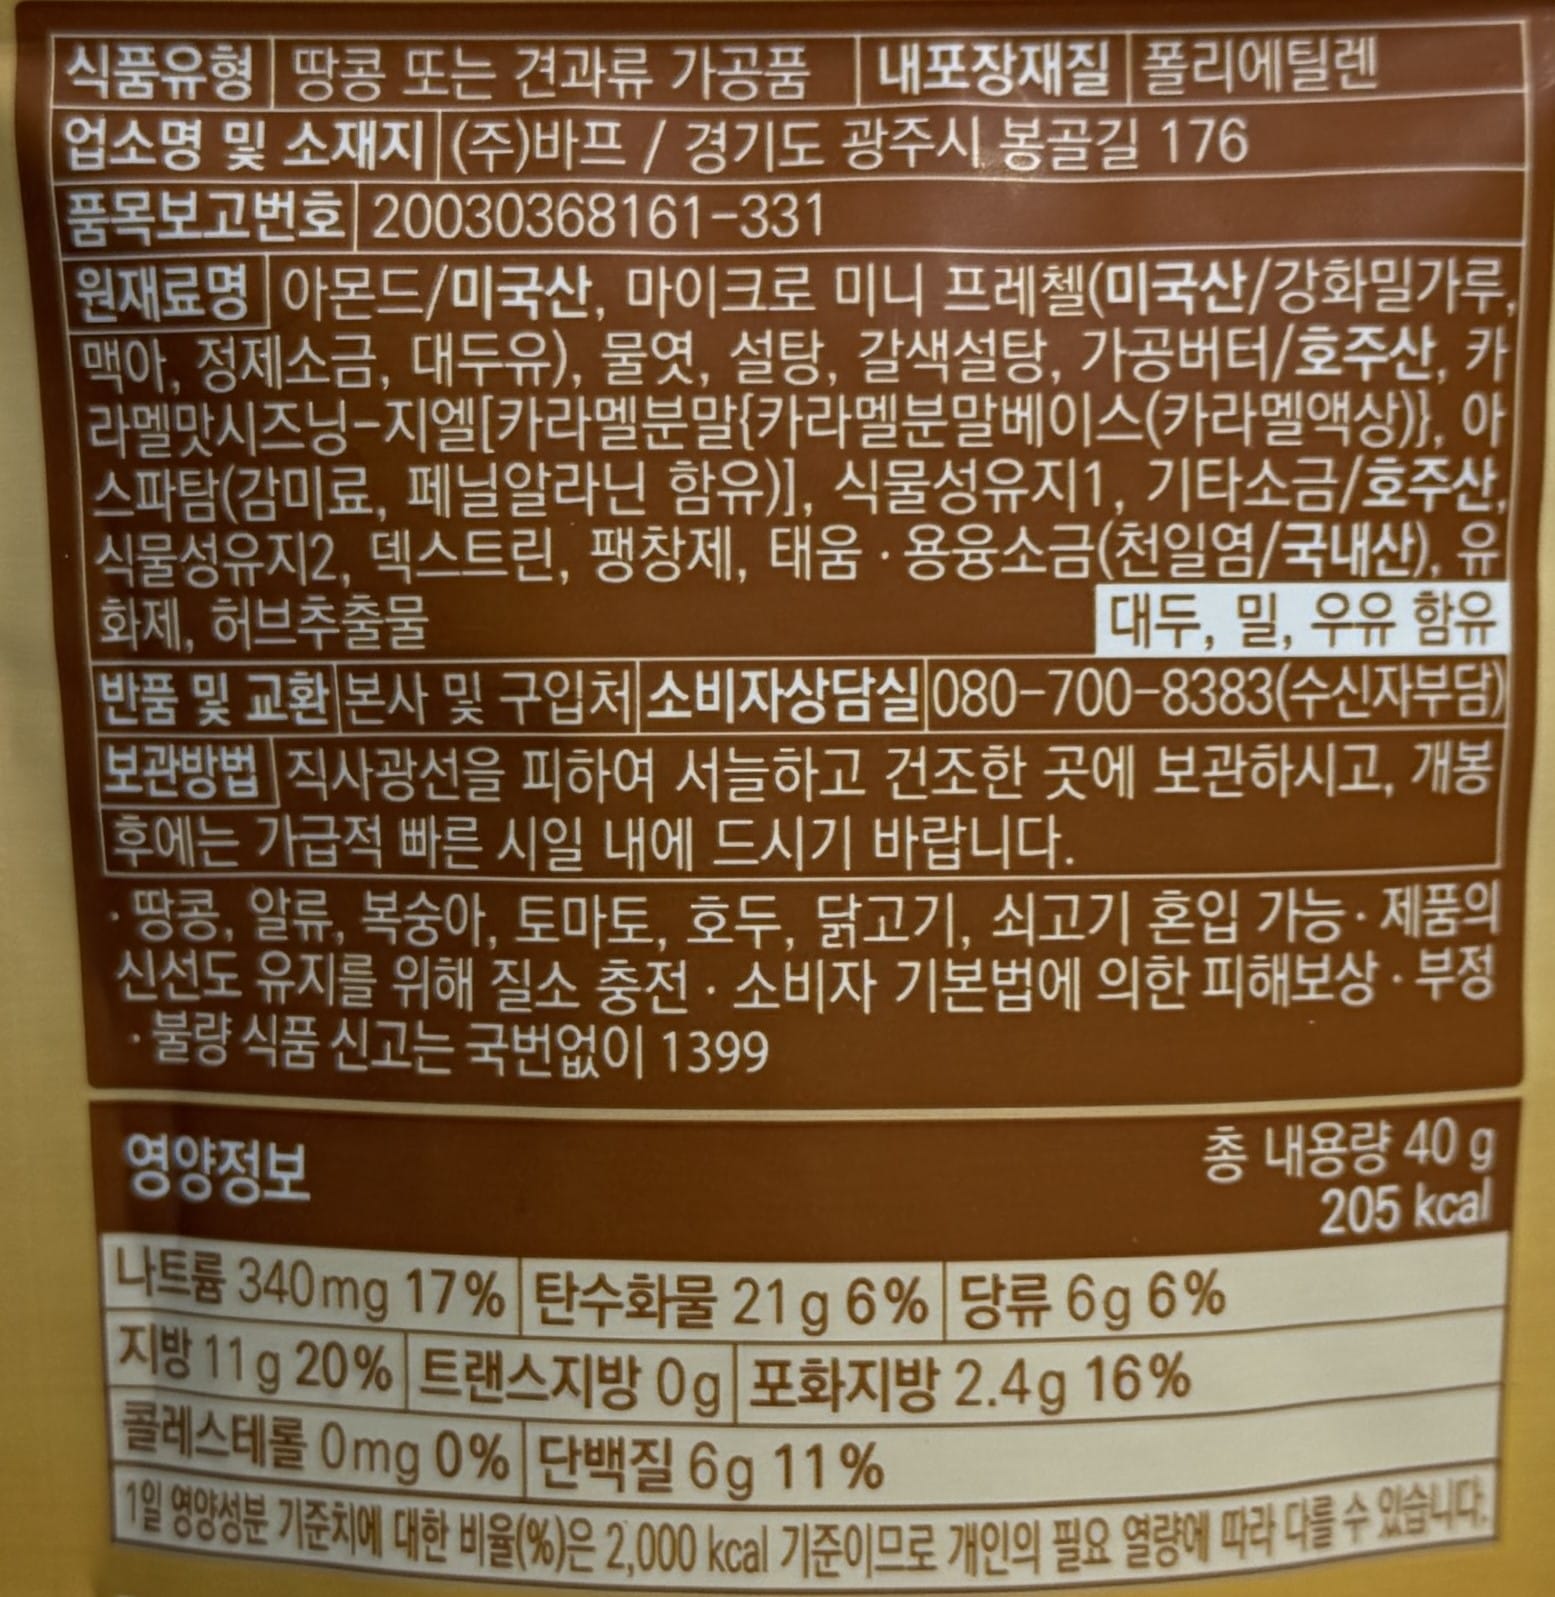 식품유형 땅콩 또는 견과류 가공품 내포장재질 폴리에틸렌
업소명 및 소재지 (주)바프 / 경기도 광주시 봉골길 176
품목보고번호 20030368161-331
원재료명 아몬드/미국산, 마이크로 미니 프레첼(미국산/강화밀가루,
맥아, 정제소금, 대두유), 물엿, 설탕, 갈색설탕, 가공버터/호주산, 카
라멜맛시즈닝-지엘[카라멜분말{카라멜분말베이스(카라멜액상)}, 아
스파탐(감미료, 페닐알라닌 함유)], 식물성유지1, 기타소금/호주산,
식물성유지2, 덱스트린, 팽창제, 태움·용융소금(천일염/국내산), 유
화제, 허브추출물 대두, 밀, 우유 함유
반품 및 교환 본사 및 구입처 소비자상담실 080-700-8383(수신자부담)
보관방법 직사광선을 피하여 서늘하고 건조한 곳에 보관하시고, 개봉
후에는 가급적 빠른 시일 내에 드시기 바랍니다.
·땅콩, 알류, 복숭아, 토마토, 호두, 닭고기, 쇠고기 혼입 가능·제품의
신선도 유지를 위해 질소 충전·소비자 기본법에 의한 피해보상·부정
·불량 식품 신고는 국번없이 1399
영양정보 총 내용량 40 g
205 kcal
나트륨 340mg 17% 탄수화물 21g 6% 당류 6g 6%
지방 11g 20% 트랜스지방 0g 포화지방 2.4g 16%
콜레스테롤 0mg 0% 단백질 6g 11%
1일 영양성분 기준치에 대한 비율(%)은 2,000 kcal 기준이므로 개인의 필요 열량에 따라 다를 수 있습니다.